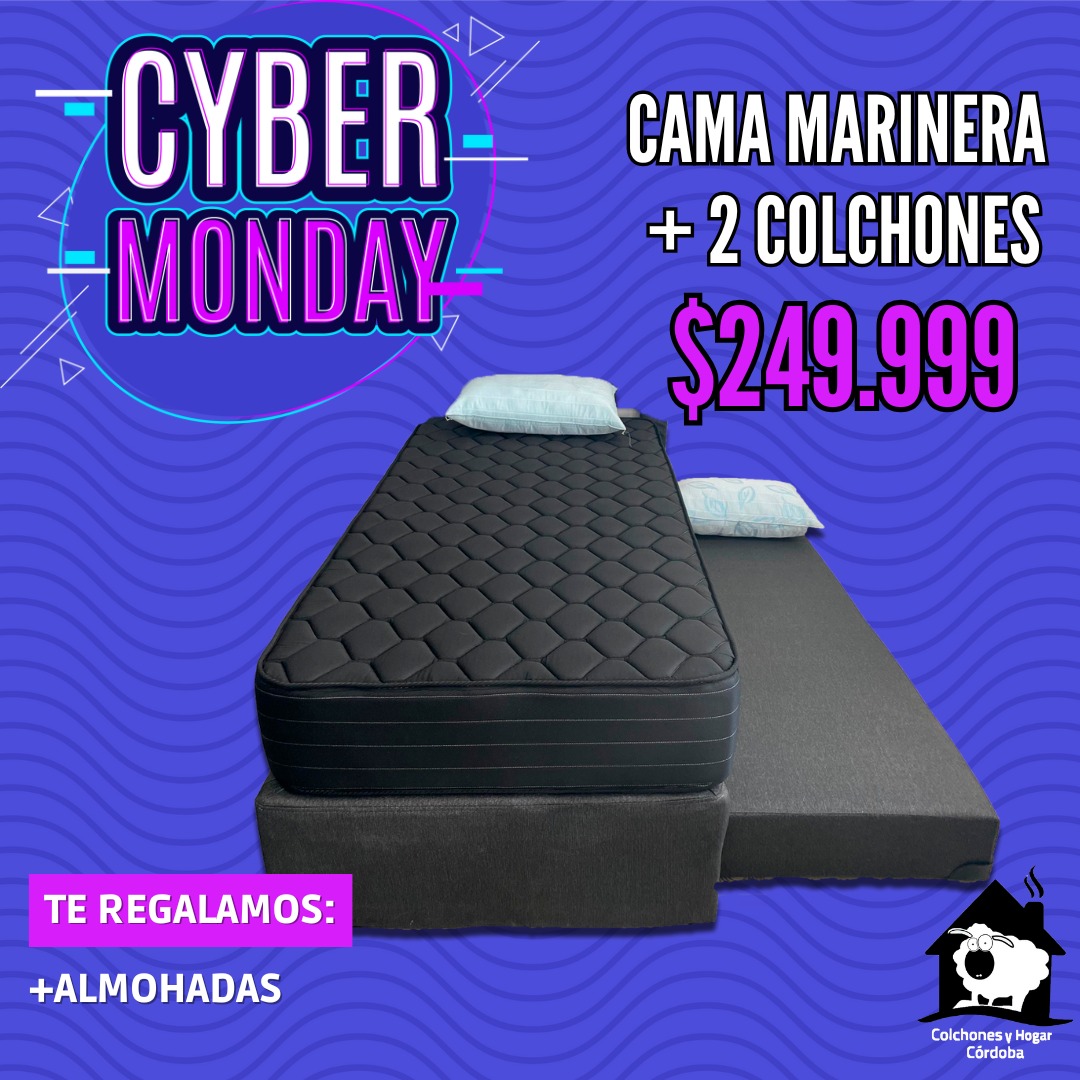 CYBER
MONDAY
CAMA MARINERA
+ 2 COLCHONES
$249.999
TE REGALAMOS:
+ALMOHADAS
Colchones y Hogar
Córdoba